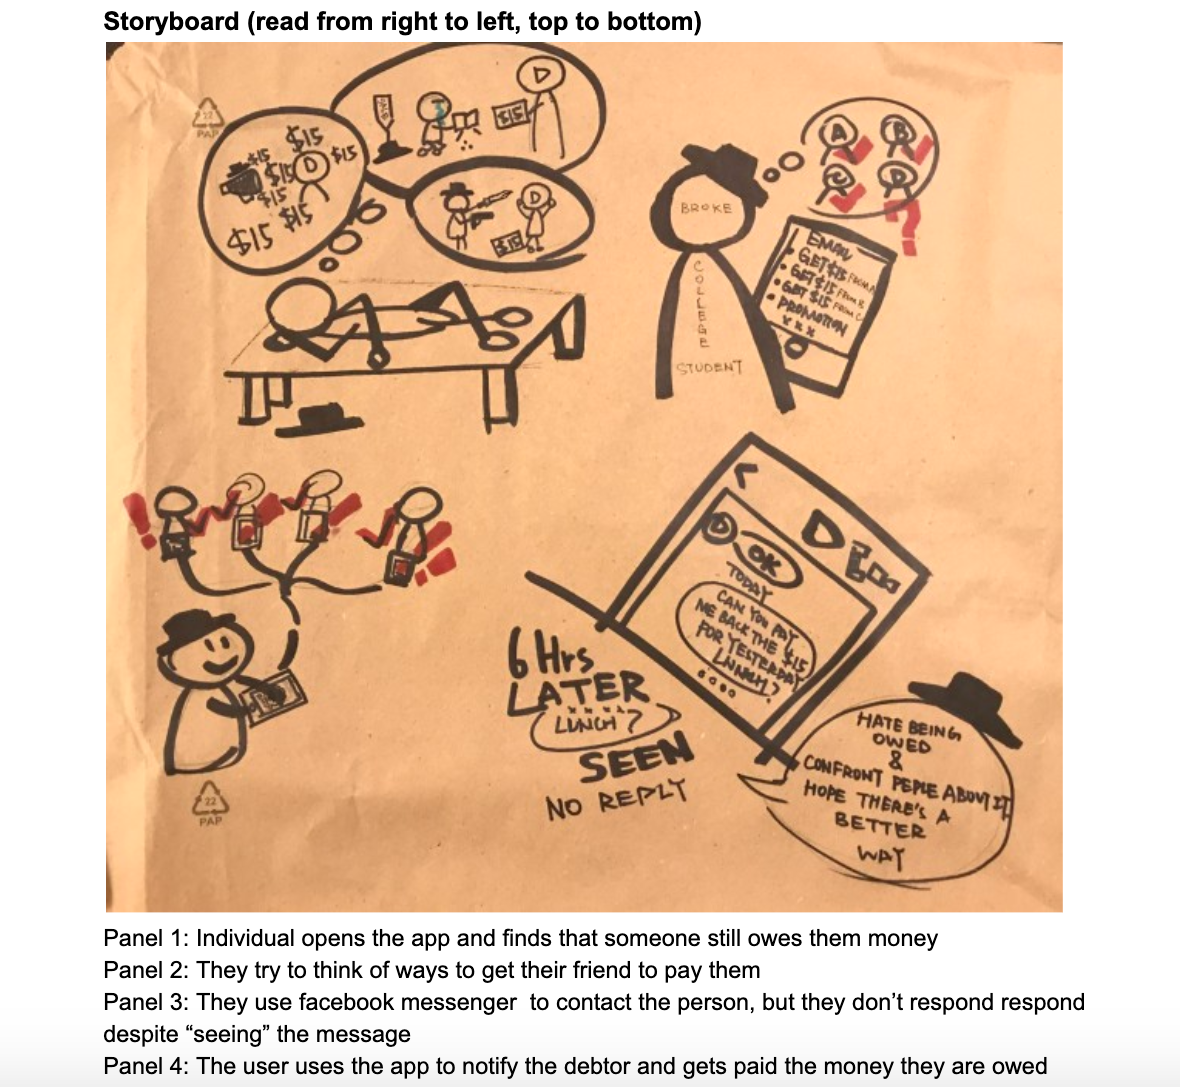 Storyboard (read from right to left, top to bottom)
BROKE
COLLEGE
STUDENT
A
B
C
D
?
EMAIL
• GET $15 FROM A
• GET $15 FROM B
• GET $15 FROM C
• PROMOTION
x x x
22
PAP
$15
$15
$15
$15
$15
$15
$15
D
$15
D
$15
D
<
D
D
OK
TODAY
CAN YOU PAY
ME BACK THE $15
FOR YESTERDAY
LUNCH?
6 Hrs
LATER
LUNCH?
SEEN
NO REPLY
HATE BEING
OWED
&
CONFRONT PEPLE ABOUT IT
HOPE THERE'S A
BETTER
WAY
!
!!
22
PAP
Panel 1: Individual opens the app and finds that someone still owes them money
Panel 2: They try to think of ways to get their friend to pay them
Panel 3: They use facebook messenger to contact the person, but they don’t respond respond
despite “seeing” the message
Panel 4: The user uses the app to notify the debtor and gets paid the money they are owed